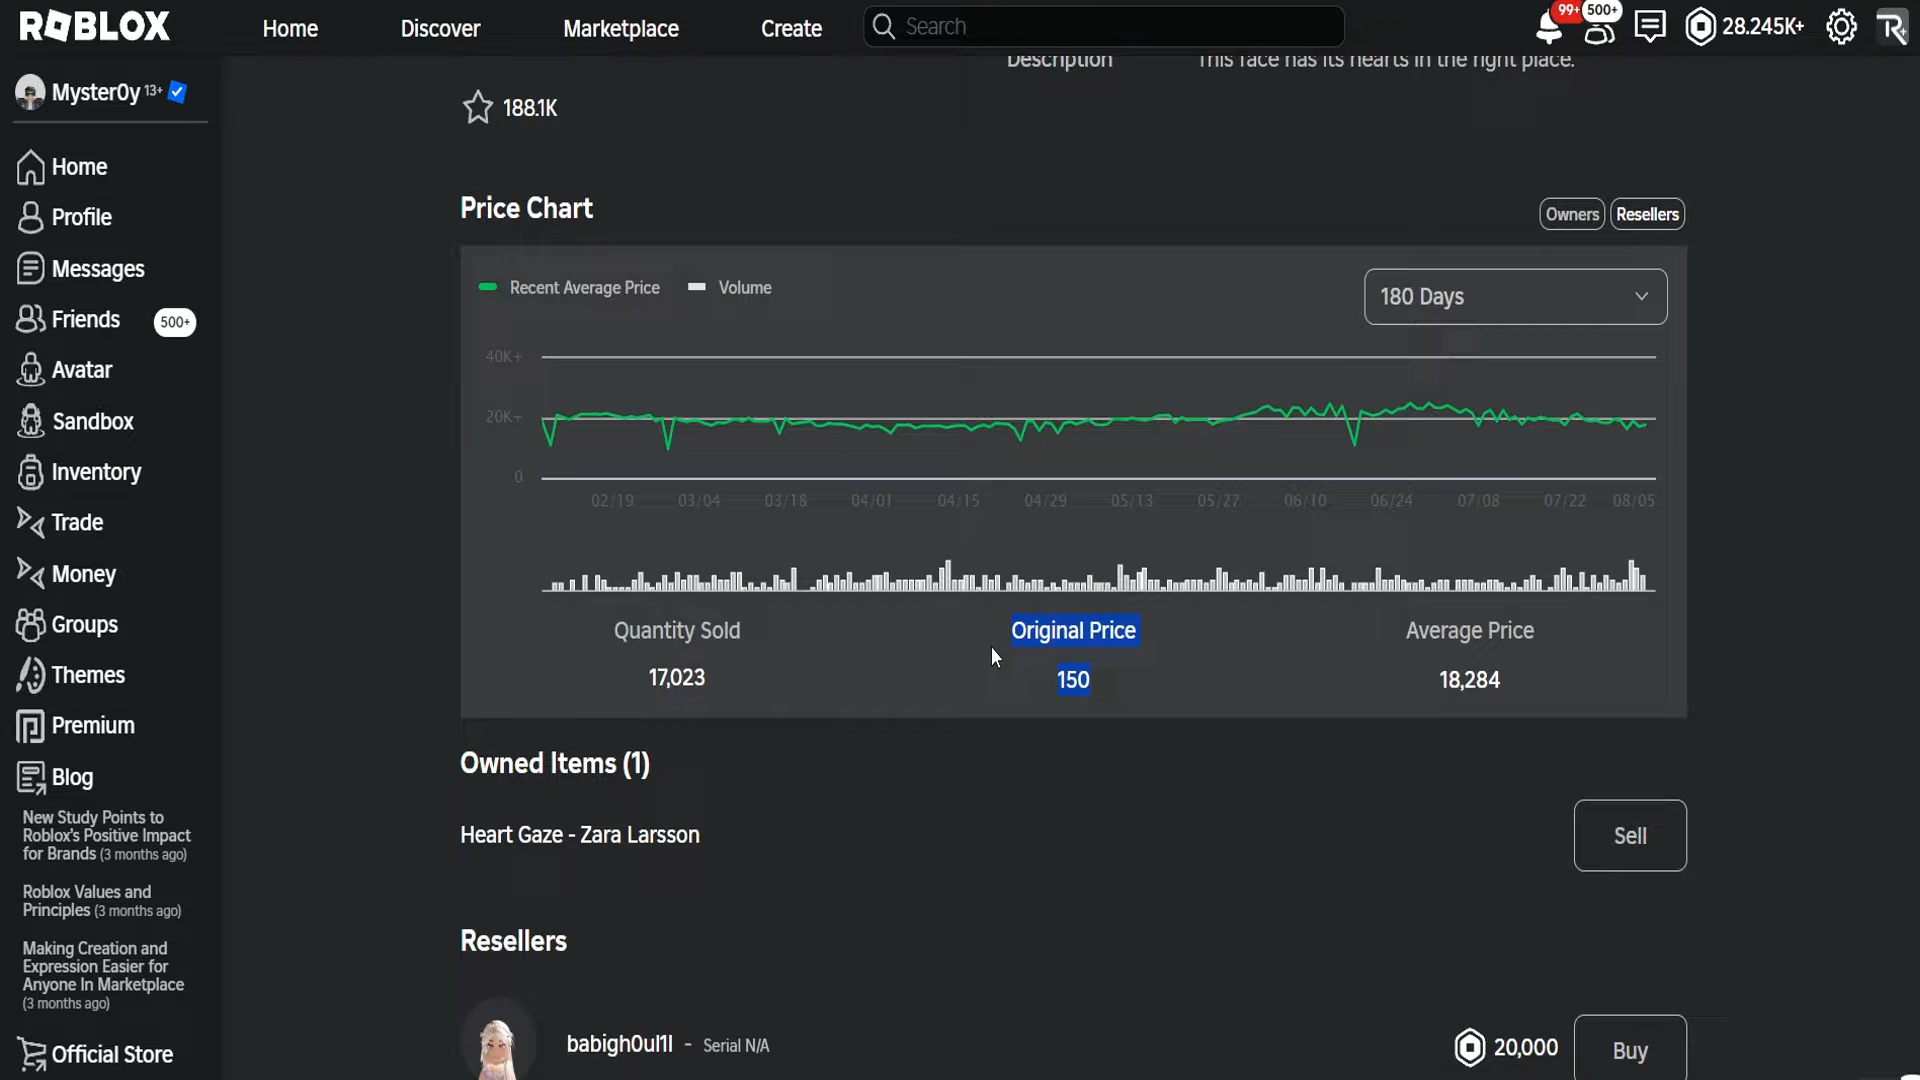 ROBLOX Home Discover Marketplace Create Search 99+ 500+ 28.245K+
Description This face has its hearts in the right place.
Myster0y 13+
188.1K
Home
Profile
Messages
Friends 500+
Avatar
Sandbox
Inventory
Trade
Money
Groups
Themes
Premium
Blog
New Study Points to
Roblox's Positive Impact
for Brands (3 months ago)
Roblox Values and
Principles (3 months ago)
Making Creation and
Expression Easier for
Anyone In Marketplace
(3 months ago)
Official Store
Price Chart Owners Resellers
Recent Average Price Volume 180 Days
40K+
20K+
0
02/19 03/04 03/18 04/01 04/15 04/29 05/13 05/27 06/10 06/24 07/08 07/22 08/05
Quantity Sold Original Price Average Price
17,023 150 18,284
Owned Items (1)
Heart Gaze - Zara Larsson Sell
Resellers
babigh0ul1l - Serial N/A 20,000 Buy